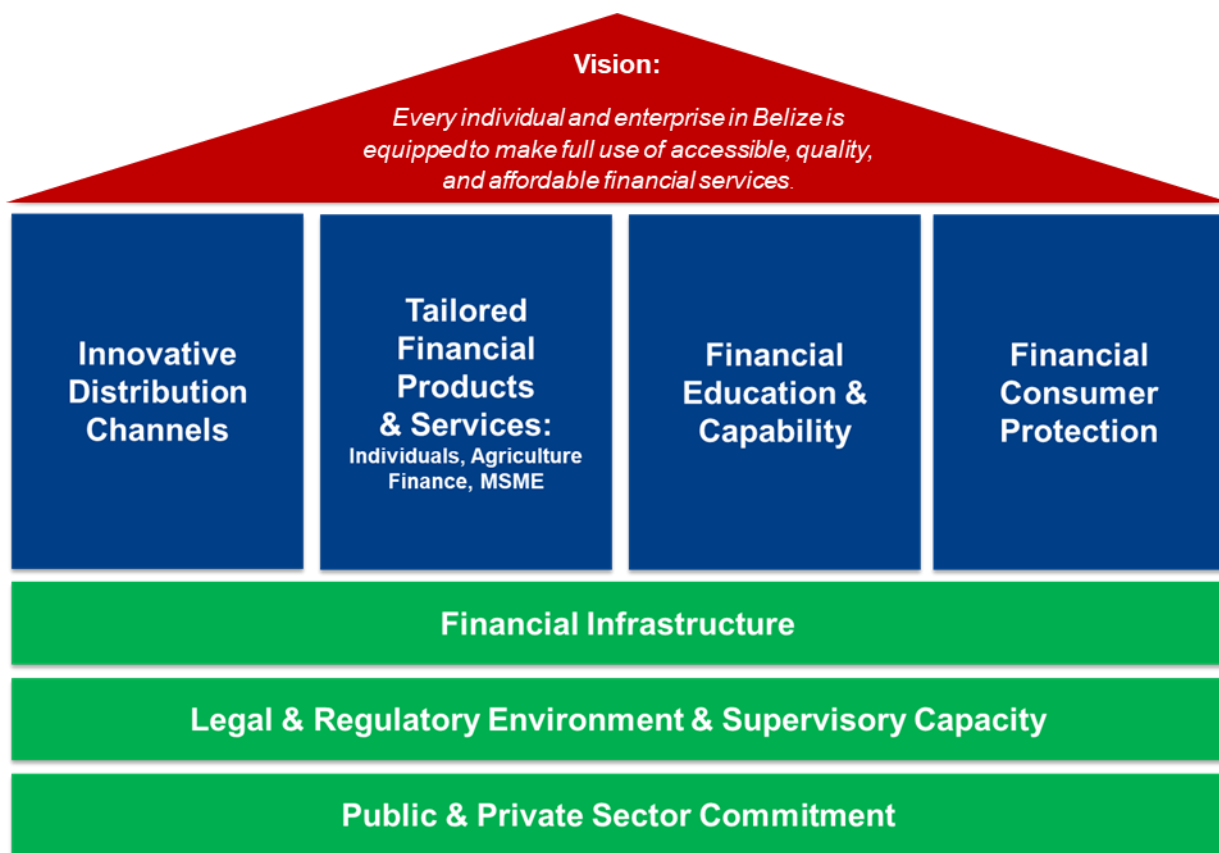 Vision:
Every individual and enterprise in Belize is
equipped to make full use of accessible, quality,
and affordable financial services.
Innovative
Distribution
Channels
Tailored
Financial
Products
& Services:
Individuals, Agriculture
Finance, MSME
Financial
Education &
Capability
Financial
Consumer
Protection
Financial Infrastructure
Legal & Regulatory Environment & Supervisory Capacity
Public & Private Sector Commitment